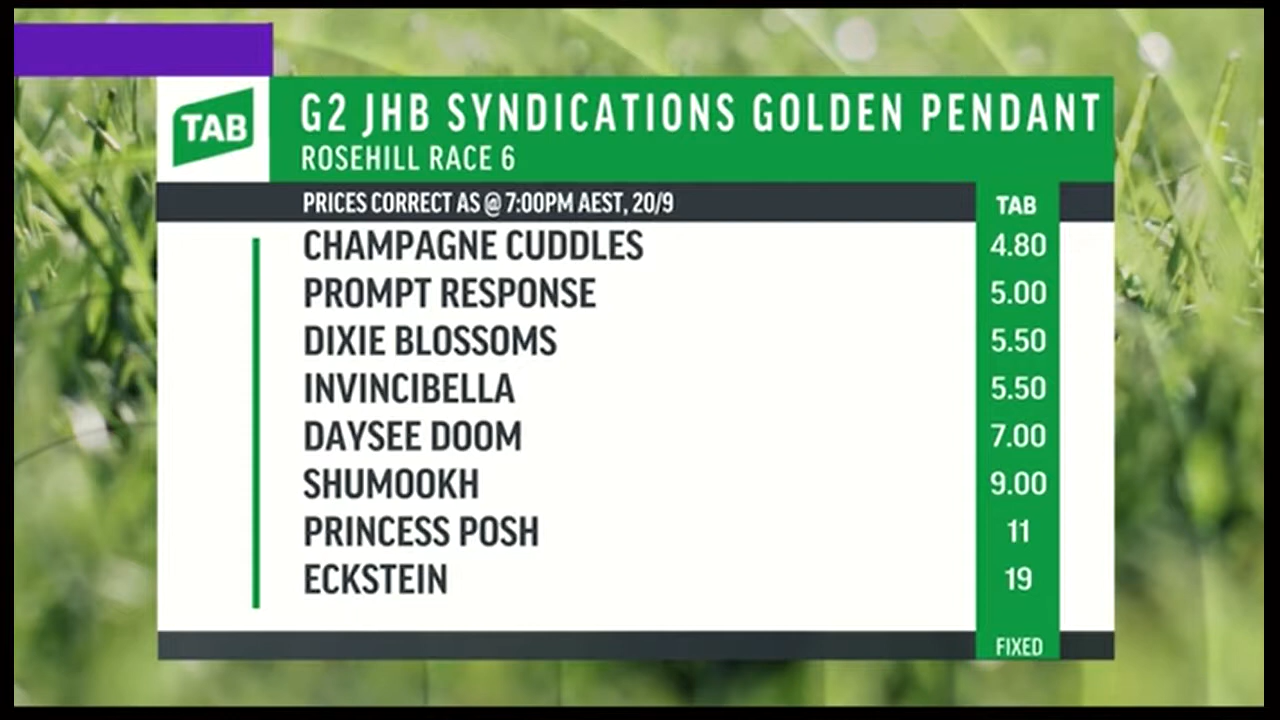 TAB
G2 JHB SYNDICATIONS GOLDEN PENDANT
ROSEHILL RACE 6
PRICES CORRECT AS @ 7:00PM AEST, 20/9 TAB
CHAMPAGNE CUDDLES 4.80
PROMPT RESPONSE 5.00
DIXIE BLOSSOMS 5.50
INVINCIBELLA 5.50
DAYSEE DOOM 7.00
SHUMOOKH 9.00
PRINCESS POSH 11
ECKSTEIN 19
FIXED